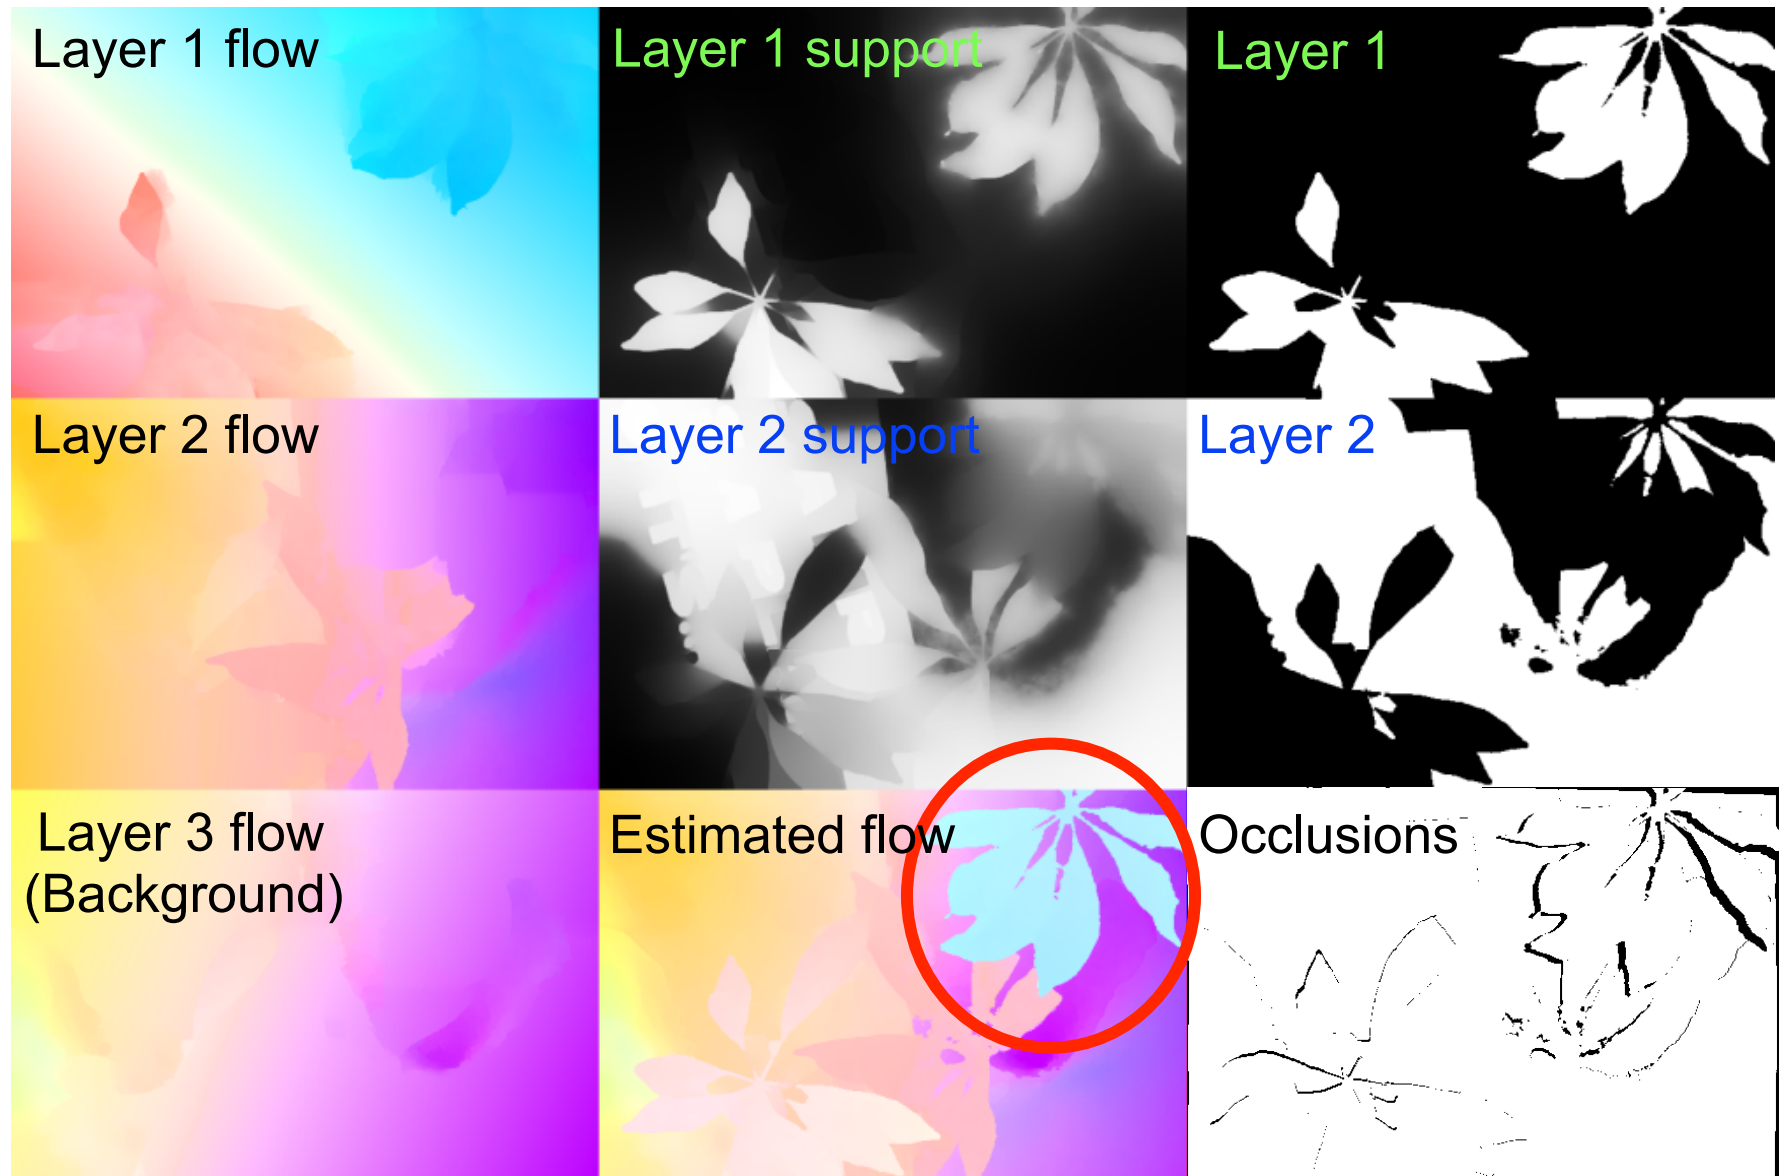 Layer 1 flow
Layer 1 support
Layer 1
Layer 2 flow
Layer 2 support
Layer 2
Layer 3 flow
(Background)
Estimated flow
Occlusions